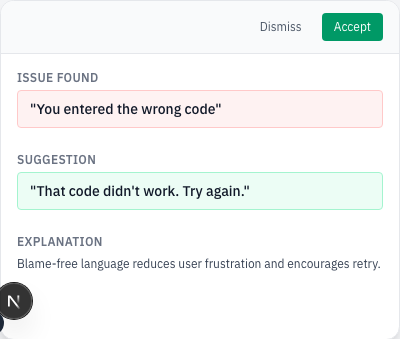 Dismiss Accept
ISSUE FOUND
"You entered the wrong code"
SUGGESTION
"That code didn't work. Try again."
EXPLANATION
Blame-free language reduces user frustration and encourages retry.
N